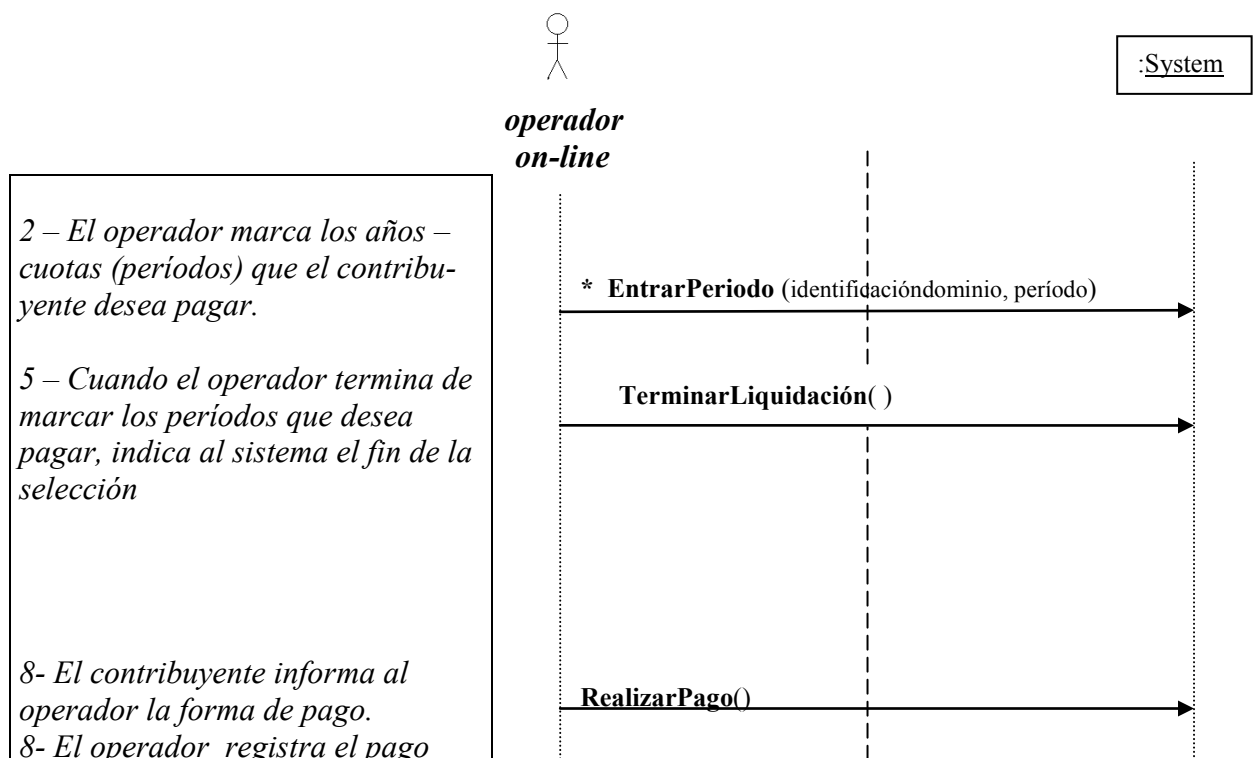 :System
operador
on-line
2 – El operador marca los años –
cuotas (períodos) que el contribu-
yente desea pagar.
* EntrarPeriodo (identificacióndominio, período)
5 – Cuando el operador termina de
marcar los períodos que desea
pagar, indica al sistema el fin de la
selección
TerminarLiquidación( )
8- El contribuyente informa al
operador la forma de pago.
8- El operador  registra el pago
RealizarPago()